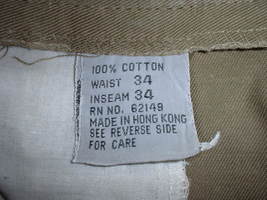 100% COTTON
WAIST 34
INSEAM 34
RN NO. 62149
MADE IN HONG KONG
SEE REVERSE SIDE
FOR CARE